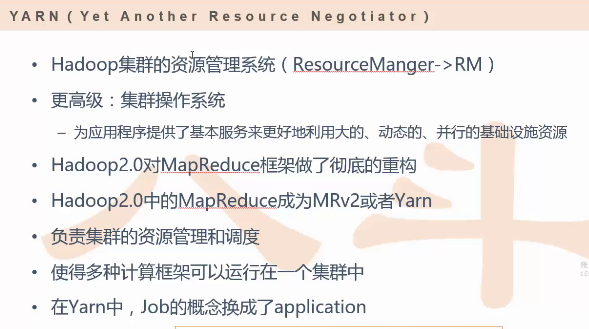 YARN（Yet Another Resource Negotiator）
• Hadoop集群的资源管理系统（ResourceManger->RM）
• 更高级：集群操作系统
– 为应用程序提供了基本服务来更好地利用大的、动态的、并行的基础设施资源
• Hadoop2.0对MapReduce框架做了彻底的重构
• Hadoop2.0中的MapReduce成为MRv2或者Yarn
• 负责集群的资源管理和调度
• 使得多种计算框架可以运行在一个集群中
• 在Yarn中，Job的概念换成了application
八斗